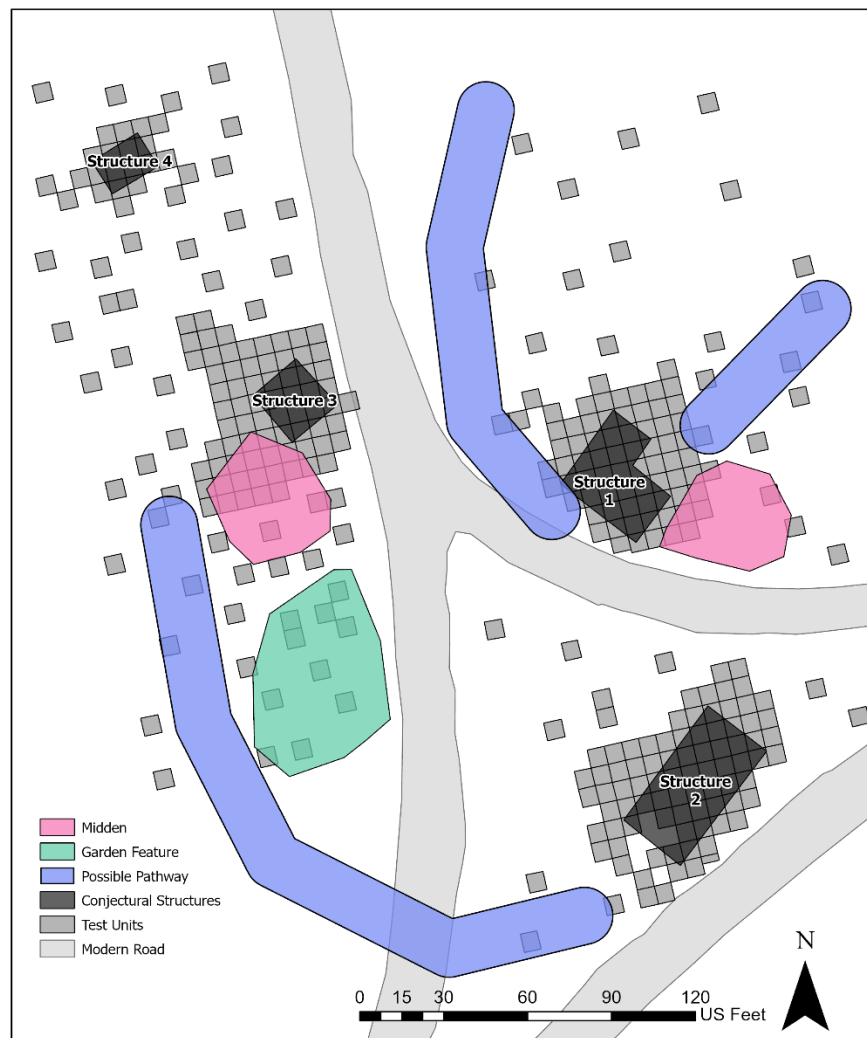 Structure 4
Structure 3
Structure
1
Structure
2
Midden
Garden Feature
Possible Pathway
Conjectural Structures
Test Units
Modern Road
N
0 15 30 60 90 120
US Feet